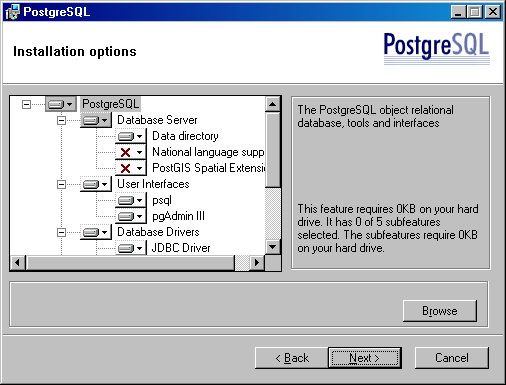 PostgreSQL
Installation options
PostgreSQL
PostgreSQL
Database Server
Data directory
National language supp
PostGIS Spatial Extensi
User Interfaces
psql
pgAdmin III
Database Drivers
JDBC Driver
The PostgreSQL object relational
database, tools and interfaces
This feature requires 0KB on your hard
drive. It has 0 of 5 subfeatures
selected. The subfeatures require 0KB
on your hard drive.
Browse
< Back
Next >
Cancel